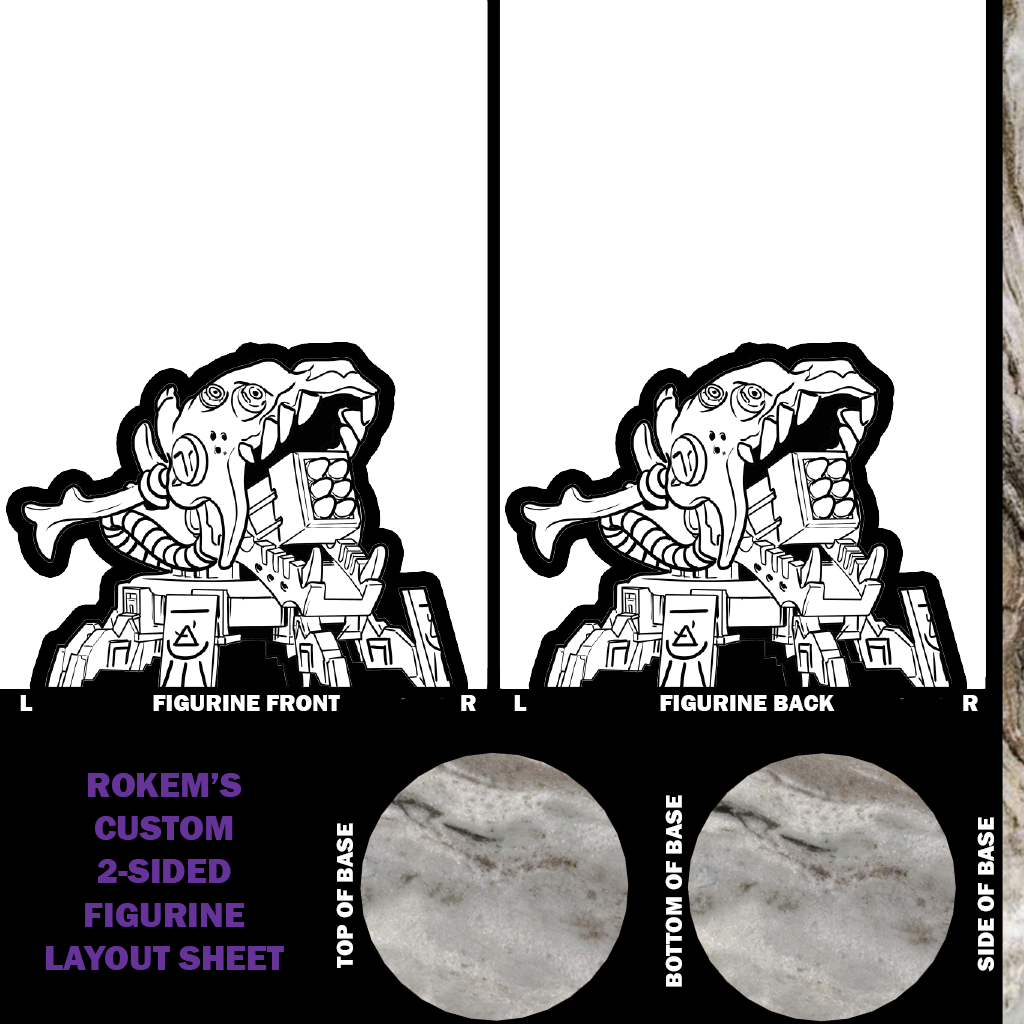 L
FIGURINE FRONT
R
L
FIGURINE BACK
R
ROKEM’S
CUSTOM
2-SIDED
FIGURINE
LAYOUT SHEET
TOP OF BASE
BOTTOM OF BASE
SIDE OF BASE